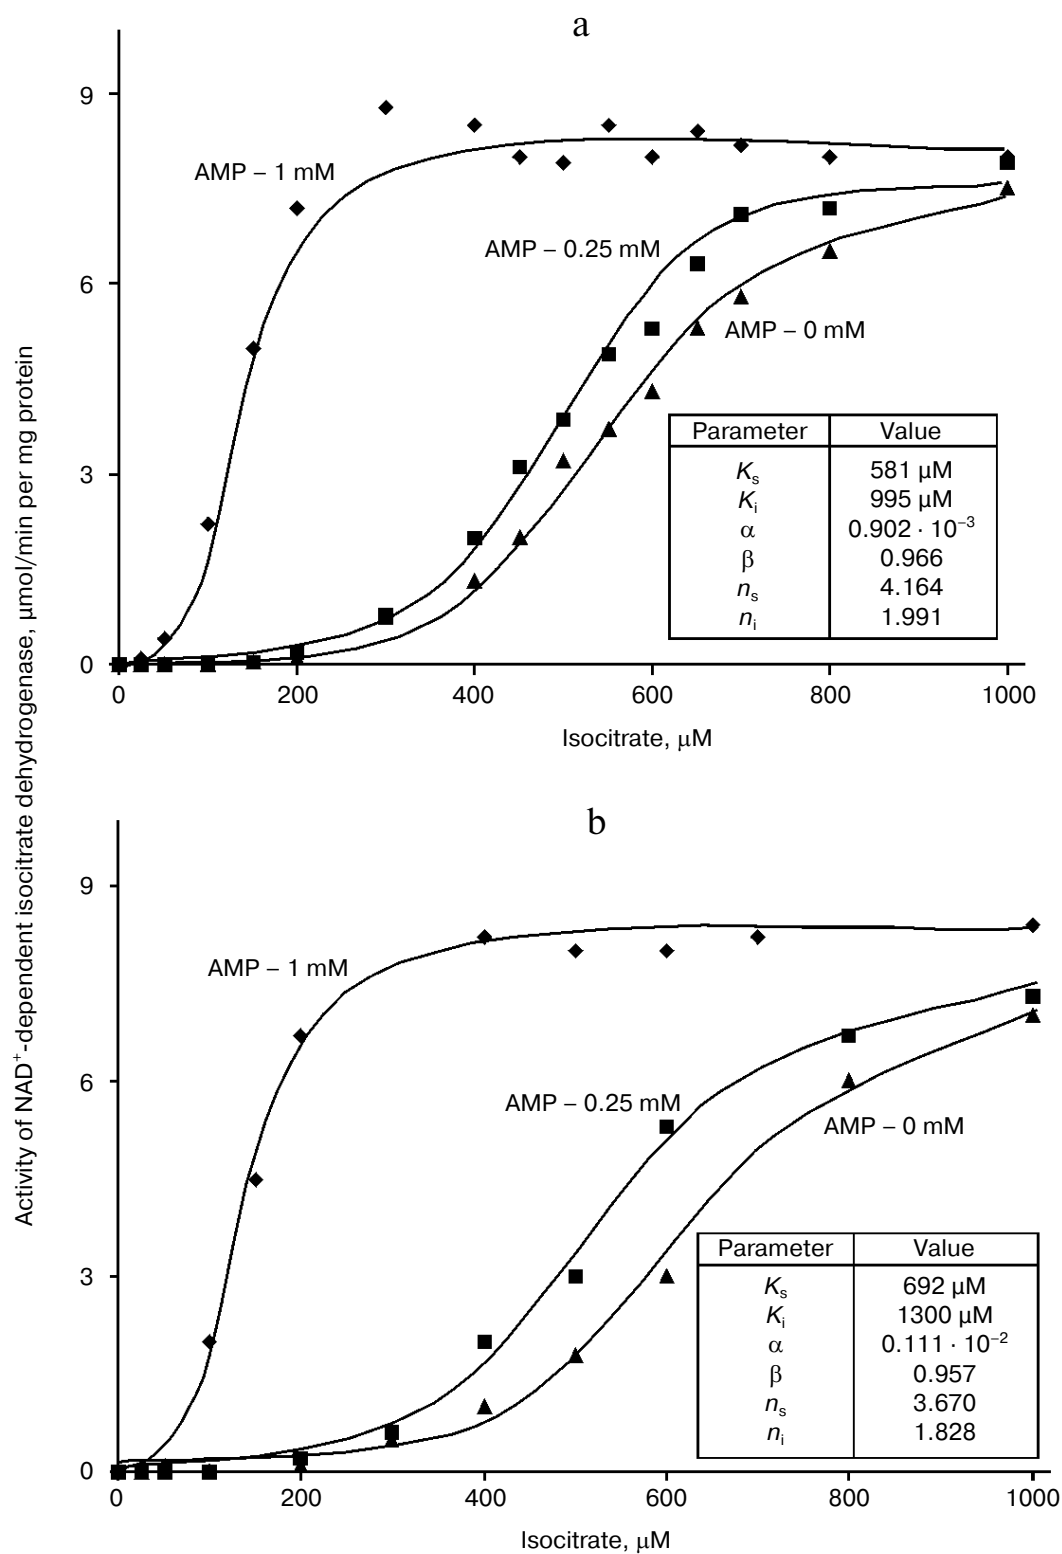 Activity of NAD⁺-dependent isocitrate dehydrogenase, μmol/min per mg protein
a
9
AMP – 1 mM
AMP – 0.25 mM
6
AMP – 0 mM
Parameter Value
Kₛ 581 μM
3
Kᵢ 995 μM
α 0.902 · 10⁻³
β 0.966
nₛ 4.164
nᵢ 1.991
0
0 200 400 600 800 1000
Isocitrate, μM
b
9
AMP – 1 mM
6
AMP – 0.25 mM
AMP – 0 mM
Parameter Value
3
Kₛ 692 μM
Kᵢ 1300 μM
α 0.111 · 10⁻²
β 0.957
nₛ 3.670
nᵢ 1.828
0
0 200 400 600 800 1000
Isocitrate, μM